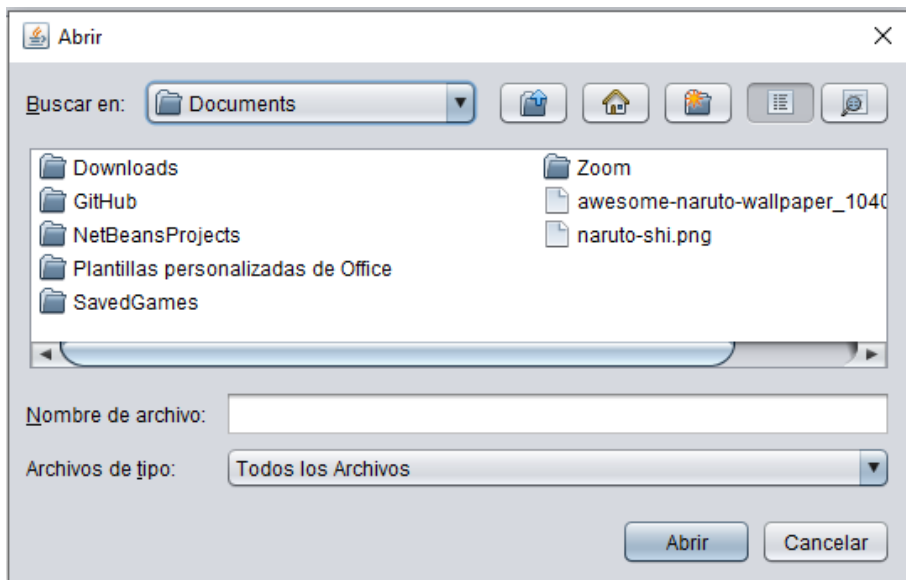 Abrir
Buscar en: Documents
Downloads
GitHub
NetBeansProjects
Plantillas personalizadas de Office
SavedGames
Zoom
awesome-naruto-wallpaper_1040
naruto-shi.png
Nombre de archivo:
Archivos de tipo: Todos los Archivos
Abrir Cancelar